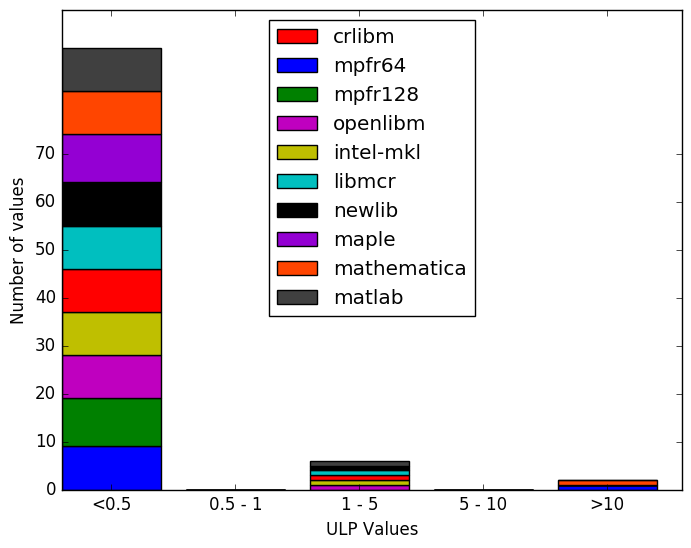 crlibm
mpfr64
mpfr128
openlibm
intel-mkl
libmcr
newlib
maple
mathematica
matlab
Number of values
70
60
50
40
30
20
10
0
<0.5
0.5 - 1
1 - 5
5 - 10
>10
ULP Values